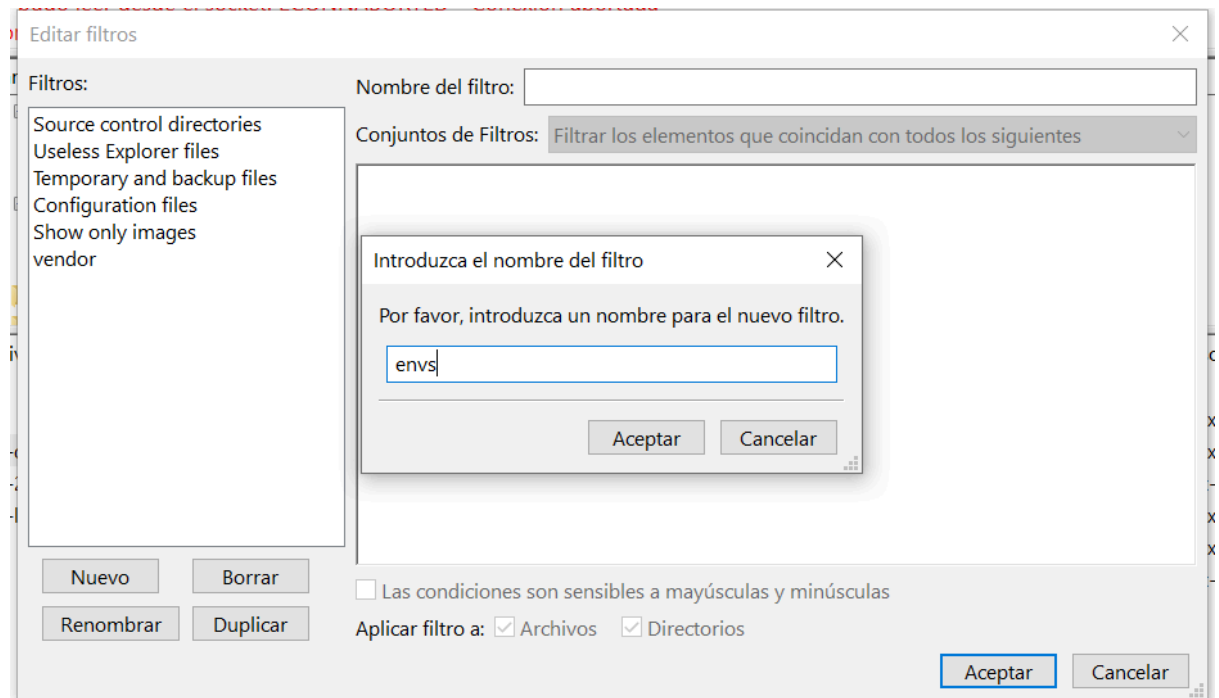 Editar filtros
Filtros:
Nombre del filtro:
Source control directories
Useless Explorer files
Temporary and backup files
Configuration files
Show only images
vendor
Conjuntos de Filtros: Filtrar los elementos que coincidan con todos los siguientes
Introduzca el nombre del filtro
Por favor, introduzca un nombre para el nuevo filtro.
envs
Aceptar Cancelar
Nuevo Borrar
Renombrar Duplicar
Las condiciones son sensibles a mayúsculas y minúsculas
Aplicar filtro a: Archivos Directorios
Aceptar Cancelar